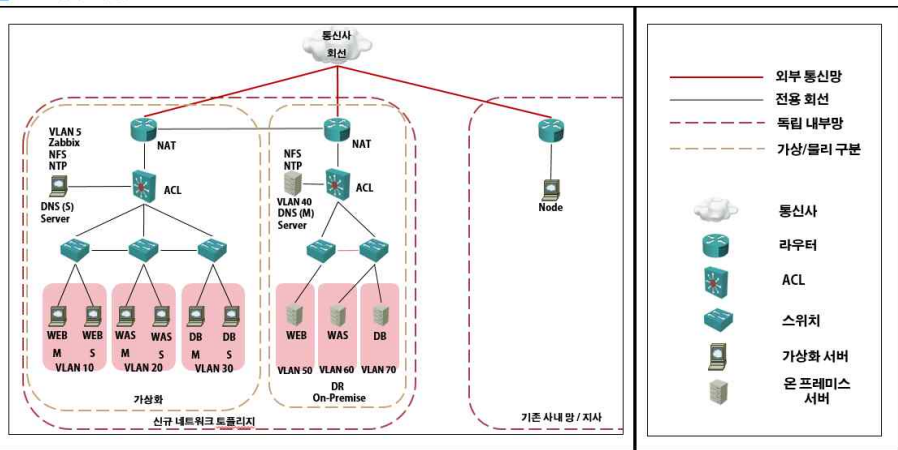 통신사
회선
VLAN 5
Zabbix
NFS
NTP
NAT
DNS (S)
Server
ACL
NFS
NTP
NAT
VLAN 40
DNS (M)
Server
ACL
Node
WEB
M
WEB
S
VLAN 10
WAS
M
WAS
S
VLAN 20
DB
M
DB
S
VLAN 30
WEB
VLAN 50
WAS
VLAN 60
DB
VLAN 70
가상화
DR
On-Premise
신규 네트워크 토폴리지
기존 사내 망 / 지사
외부 통신망
전용 회선
독립 내부망
가상/물리 구분
통신사
라우터
ACL
스위치
가상화 서버
온 프레미스
서버